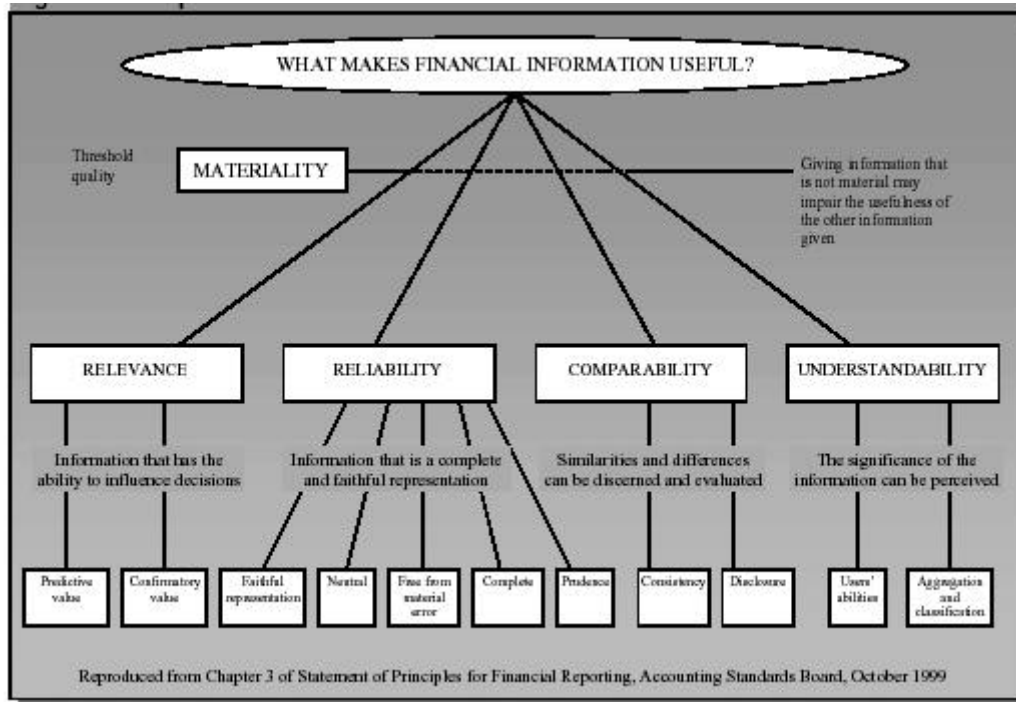 WHAT MAKES FINANCIAL INFORMATION USEFUL?
Threshold
quality
MATERIALITY
Giving information that
is not material may
impair the usefulness of
the other information
given
RELEVANCE
RELIABILITY
COMPARABILITY
UNDERSTANDABILITY
Information that has the
ability to influence decisions
Information that is a complete
and faithful representation
Similarities and differences
can be discerned and evaluated
The significance of the
information can be perceived
Predictive
value
Confirmatory
value
Faithful
representation
Neutral
Free from
material
error
Complete
Prudence
Consistency
Disclosure
Users'
abilities
Aggregation
and
classification
Reproduced from Chapter 3 of Statement of Principles for Financial Reporting, Accounting Standards Board, October 1999